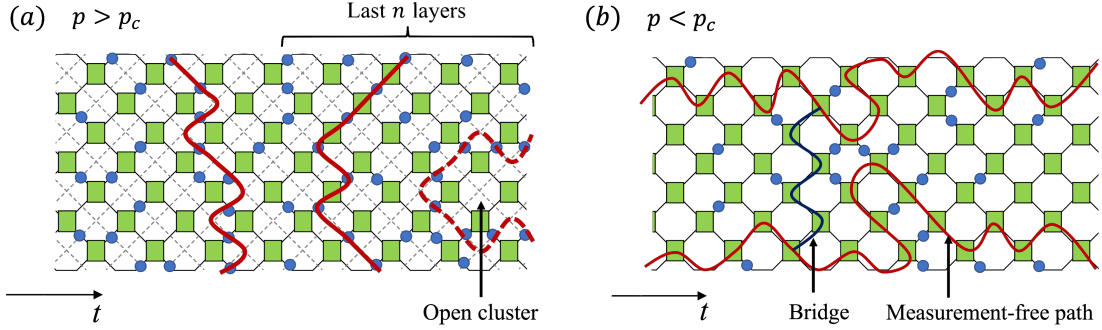 (a) p > p_c
Last n layers
t
Open cluster
(b) p < p_c
t
Bridge
Measurement-free path